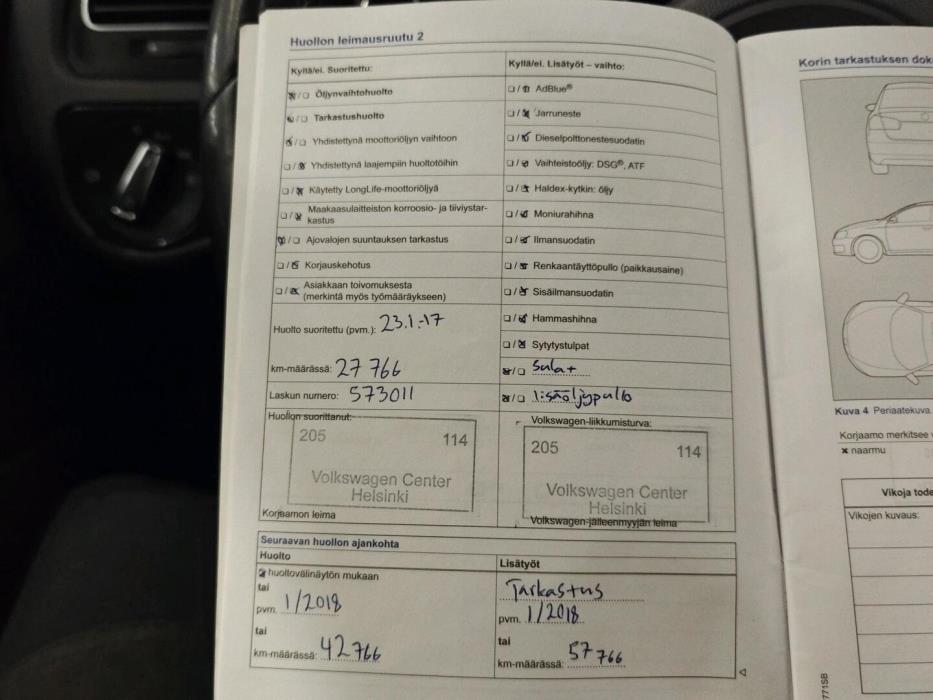 Huollon leimausruutu 2
Kyllä/ei. Suoritettu:
☒/☐ Öljynvaihtohuolto
☒/☐ Tarkastushuolto
☒/☐ Yhdistettynä moottoriöljyn vaihtoon
☐/☒ Yhdistettynä laajempiin huoltotöihin
☐/☒ Käytetty LongLife-moottoriöljyä
☐/☒ Maakaasulaitteiston korroosio- ja tiiviystar-
kastus
☒/☐ Ajovalojen suuntauksen tarkastus
☐/☒ Korjauskehotus
☐/☒ Asiakkaan toivomuksesta
(merkintä myös työmääräykseen)
Huolto suoritettu (pvm.): 23.1.-17
km-määrässä: 27 766
Laskun numero: 573011
Huollon suorittanut:
205 114
Volkswagen Center
Helsinki
Korjaamon leima
Kyllä/ei. Lisätyöt – vaihto:
☐/☒ AdBlue®
☐/☒ Jarruneste
☐/☒ Dieselpolttonestesuodatin
☐/☒ Vaihteistoöljy: DSG®, ATF
☐/☒ Haldex-kytkin: öljy
☐/☒ Moniurahihna
☐/☒ Ilmansuodatin
☐/☒ Renkaantäyttöpullo (paikkausaine)
☐/☒ Sisäilmansuodatin
☐/☒ Hammashihna
☐/☒ Sytytystulpat
☒/☐ Sulat
☒/☐ lisäöljypullo
Volkswagen-liikkumisturva:
205 114
Volkswagen Center
Helsinki
Volkswagen-jälleenmyyjän leima
Seuraavan huollon ajankohta
Huolto
☒ huoltovälinäytön mukaan
tai
pvm. 1/2018
tai
km-määrässä: 42 766
Lisätyöt
Tarkastus
pvm. 1/2018
tai
km-määrässä: 57 766
Korin tarkastuksen
Kuva 4 Periaatekuva
Korjaamo merkitsee
× naarmu
Vikoja
Vikojen kuvaus:
771SB